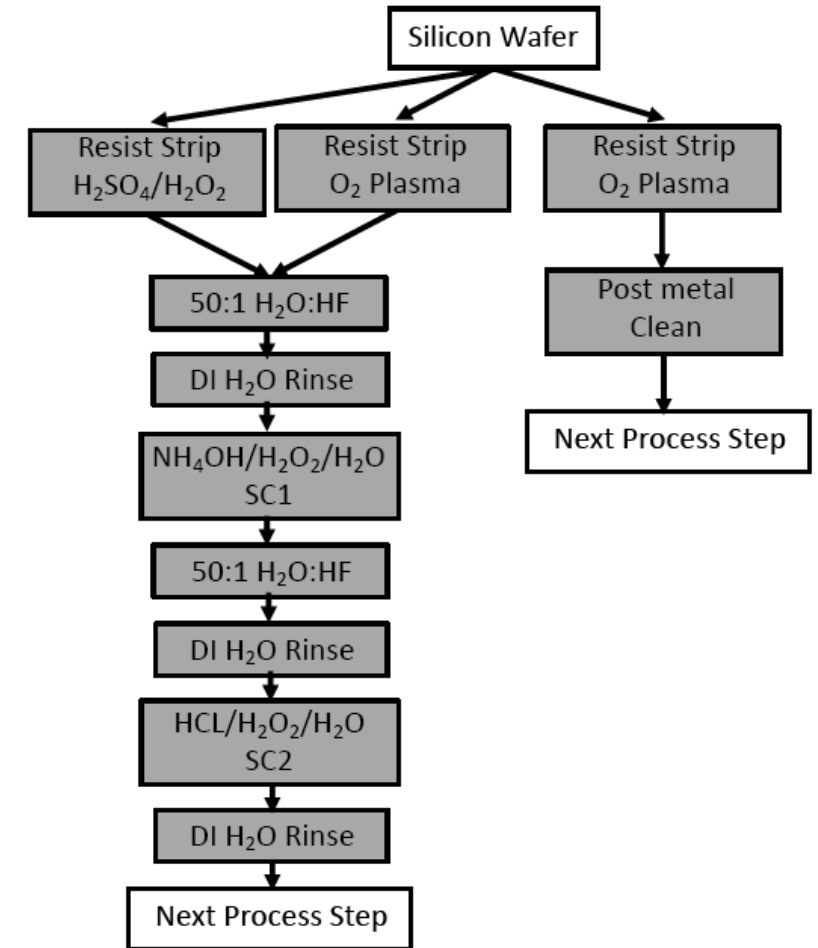 Silicon Wafer
Resist Strip
H₂SO₄/H₂O₂
Resist Strip
O₂ Plasma
Resist Strip
O₂ Plasma
50:1 H₂O:HF
DI H₂O Rinse
NH₄OH/H₂O₂/H₂O
SC1
50:1 H₂O:HF
DI H₂O Rinse
HCL/H₂O₂/H₂O
SC2
DI H₂O Rinse
Next Process Step
Post metal
Clean
Next Process Step